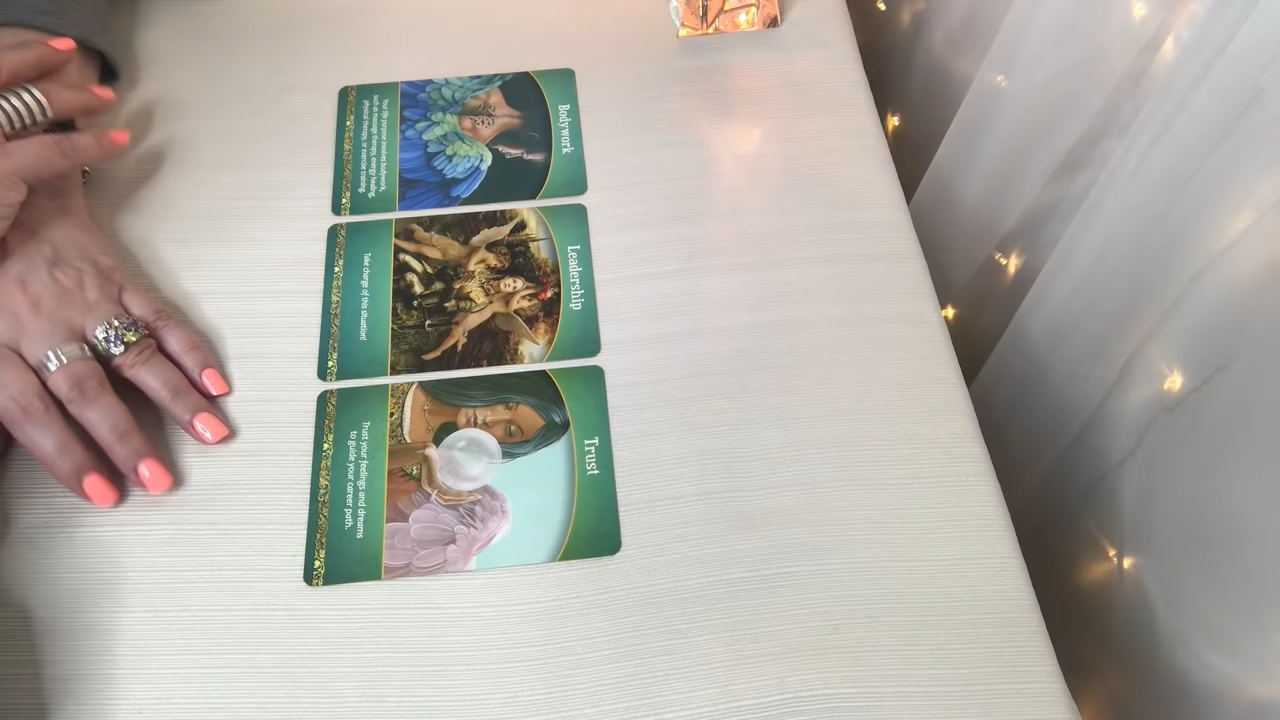 Bodywork
Your life purpose involves bodywork,
such as massage therapy, energy healing,
physical therapy, or exercise training.
Leadership
Take charge of this situation!
Trust
Trust your feelings and dreams
to guide your career path.